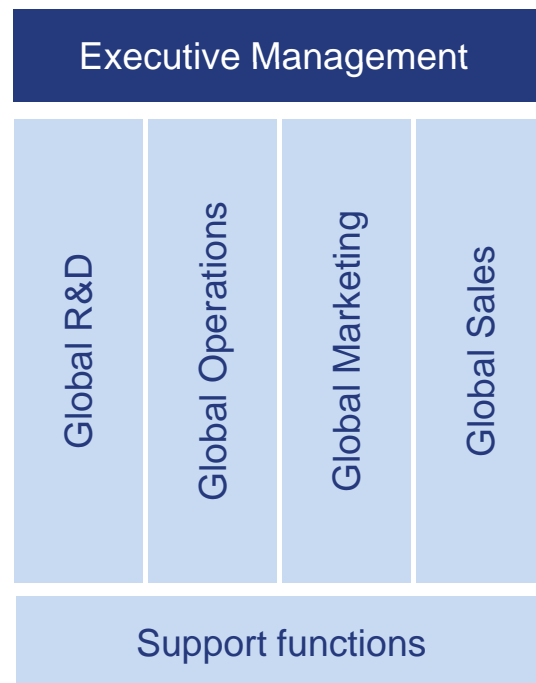 Executive Management
Global R&D
Global Operations
Global Marketing
Global Sales
Support functions